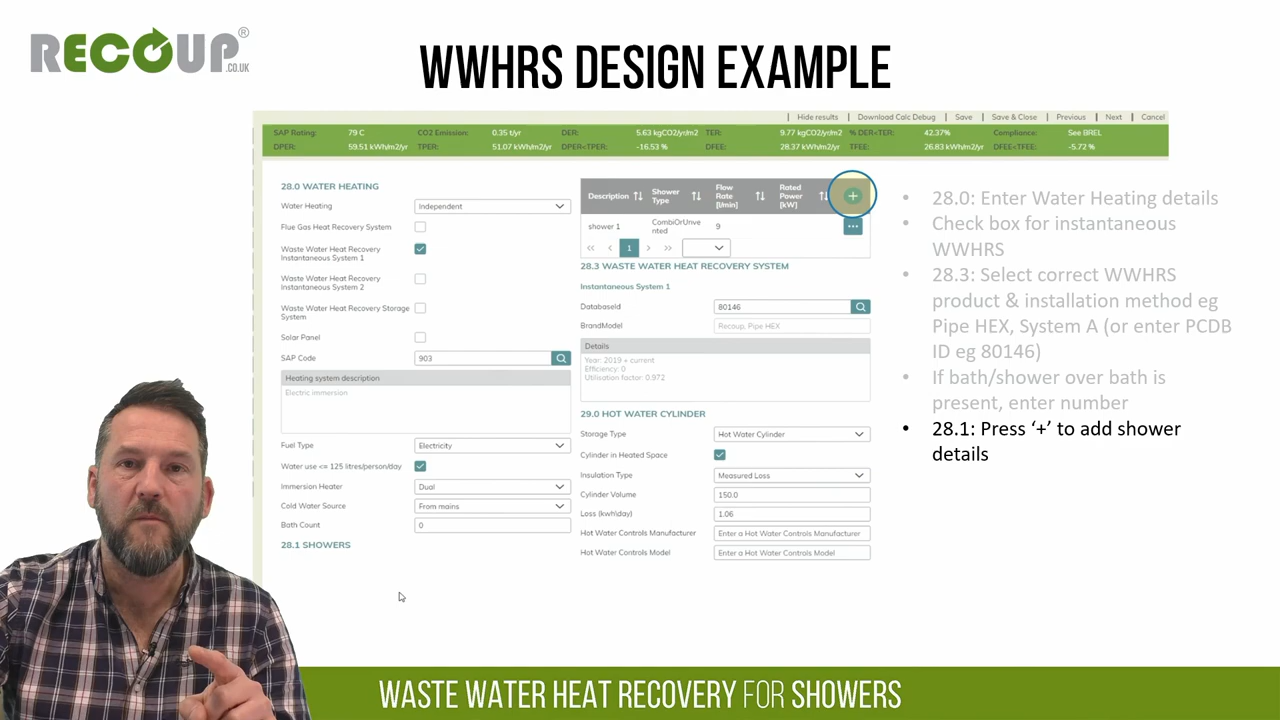 RECOUP®
.CO.UK
WWHRS DESIGN EXAMPLE
| Hide results | Download Calc Debug | Save | Save & Close | Previous | Next | Cancel
SAP Rating: 79 C CO2 Emission: 0.35 t/yr DER: 5.63 kgCO2/yr/m2 TER: 9.77 kgCO2/yr/m2 % DER<TER: 42.37% Compliance: See BREL
DPER: 59.51 kWh/m2/yr TPER: 51.07 kWh/m2/yr DPER<TPER: -16.53 % DFEE: 28.37 kWh/m2/yr TFEE: 26.83 kWh/m2/yr DFEE<TFEE: -5.72 %
28.0 WATER HEATING
Water Heating Independent
Flue Gas Heat Recovery System
Waste Water Heat Recovery
Instantaneous System 1
Waste Water Heat Recovery
Instantaneous System 2
Waste Water Heat Recovery Storage
System
Solar Panel
SAP Code 903
Heating system description
Electric immersion
Fuel Type Electricity
Water use <= 125 litres/person/day
Immersion Heater Dual
Cold Water Source From mains
Bath Count 0
28.1 SHOWERS
Description Shower Type Flow Rate [l/min] Rated Power [kW] +
shower 1 CombiOrUnve 9 ...
nted
<< < 1 > >>
28.3 WASTE WATER HEAT RECOVERY SYSTEM
Instantaneous System 1
DatabaseId 80146
BrandModel Recoup, Pipe HEX
Details
Year: 2019 + current
Efficiency: 0
Utilisation factor: 0.972
29.0 HOT WATER CYLINDER
Storage Type Hot Water Cylinder
Cylinder in Heated Space
Insulation Type Measured Loss
Cylinder Volume 150.0
Loss (kwh\day) 1.06
Hot Water Controls Manufacturer Enter a Hot Water Controls Manufacturer
Hot Water Controls Model Enter a Hot Water Controls Model
• 28.0: Enter Water Heating details
• Check box for instantaneous
WWHRS
• 28.3: Select correct WWHRS
product & installation method eg
Pipe HEX, System A (or enter PCDB
ID eg 80146)
• If bath/shower over bath is
present, enter number
• 28.1: Press ‘+’ to add shower
details
WASTE WATER HEAT RECOVERY FOR SHOWERS